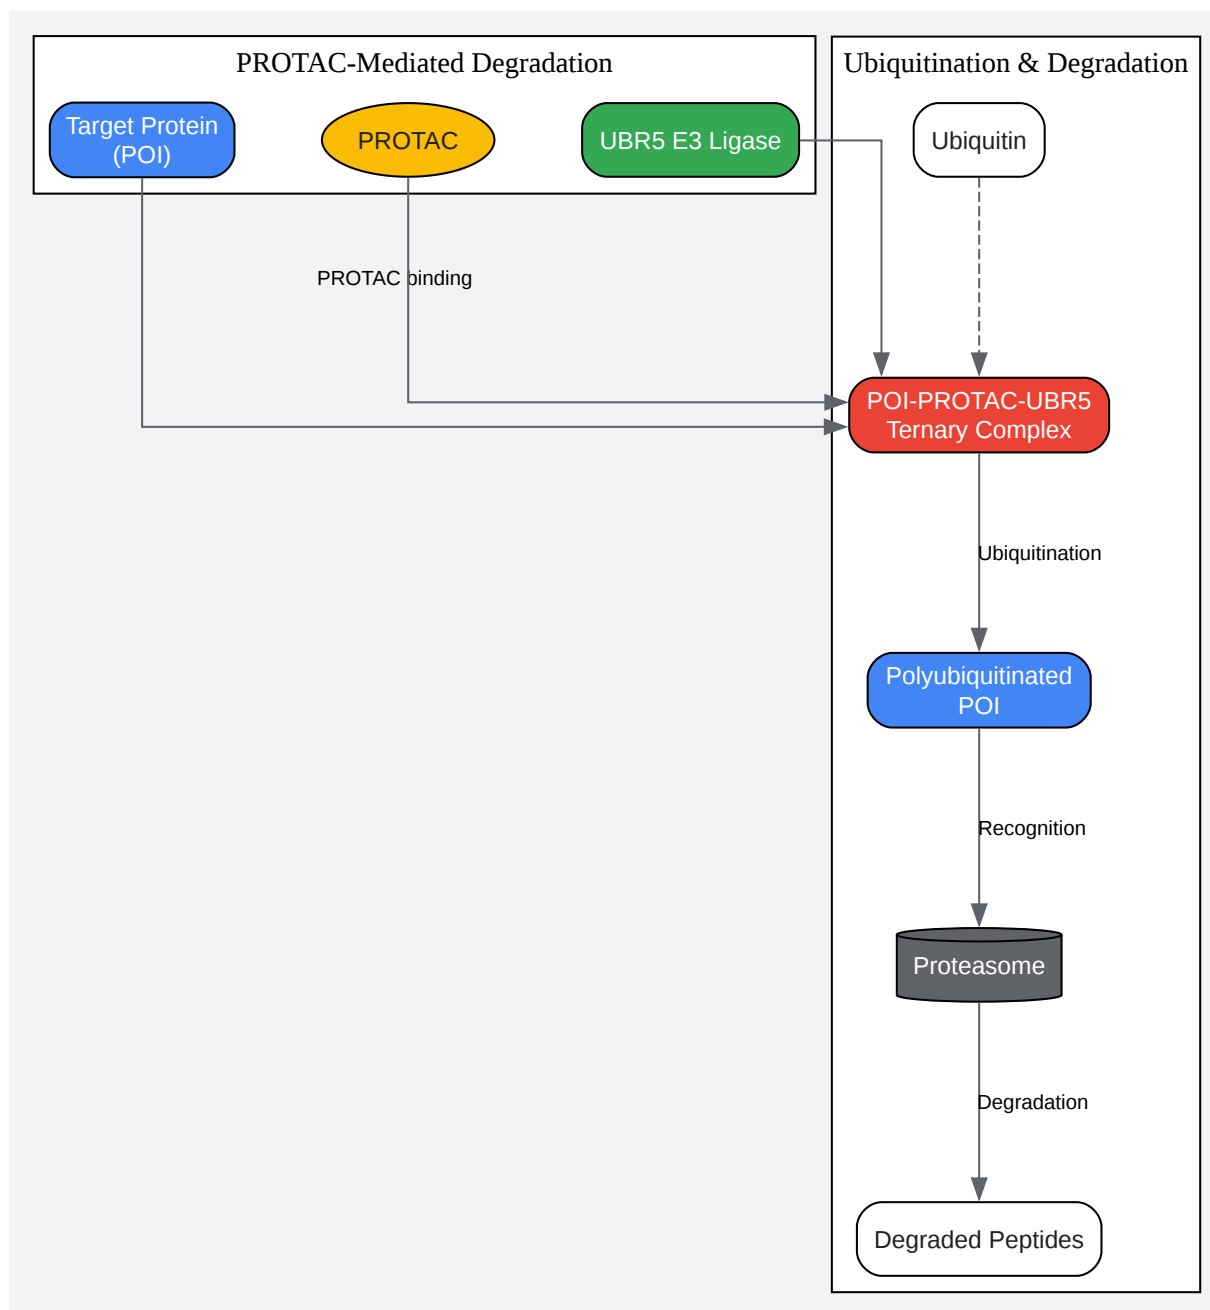 PROTAC-Mediated Degradation
Ubiquitination & Degradation
Target Protein
(POI)
PROTAC
UBR5 E3 Ligase
Ubiquitin
PROTAC binding
POI-PROTAC-UBR5
Ternary Complex
Ubiquitination
Polyubiquitinated
POI
Recognition
Proteasome
Degradation
Degraded Peptides